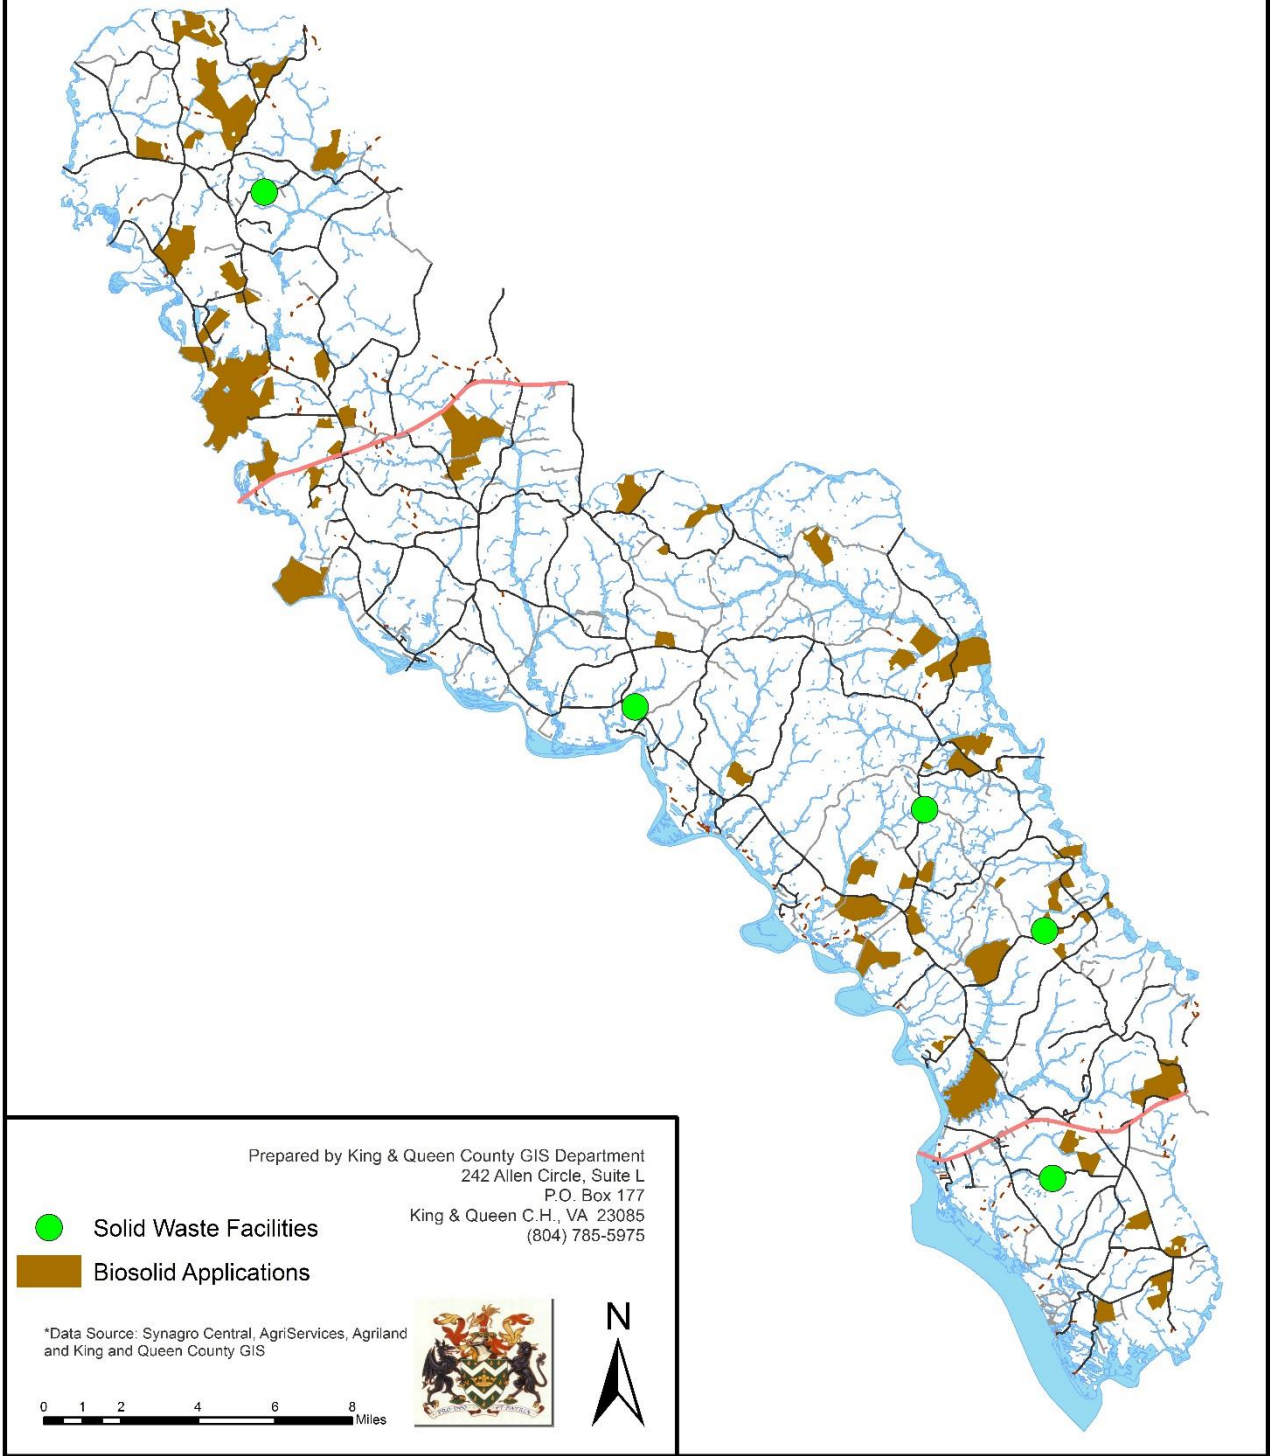 Prepared by King & Queen County GIS Department
242 Allen Circle, Suite L
P.O. Box 177
King & Queen C.H., VA 23085
(804) 785-5975
Solid Waste Facilities
Biosolid Applications
*Data Source: Synagro Central, AgriServices, Agriland
and King and Queen County GIS
N
0 1 2 4 6 8
Miles